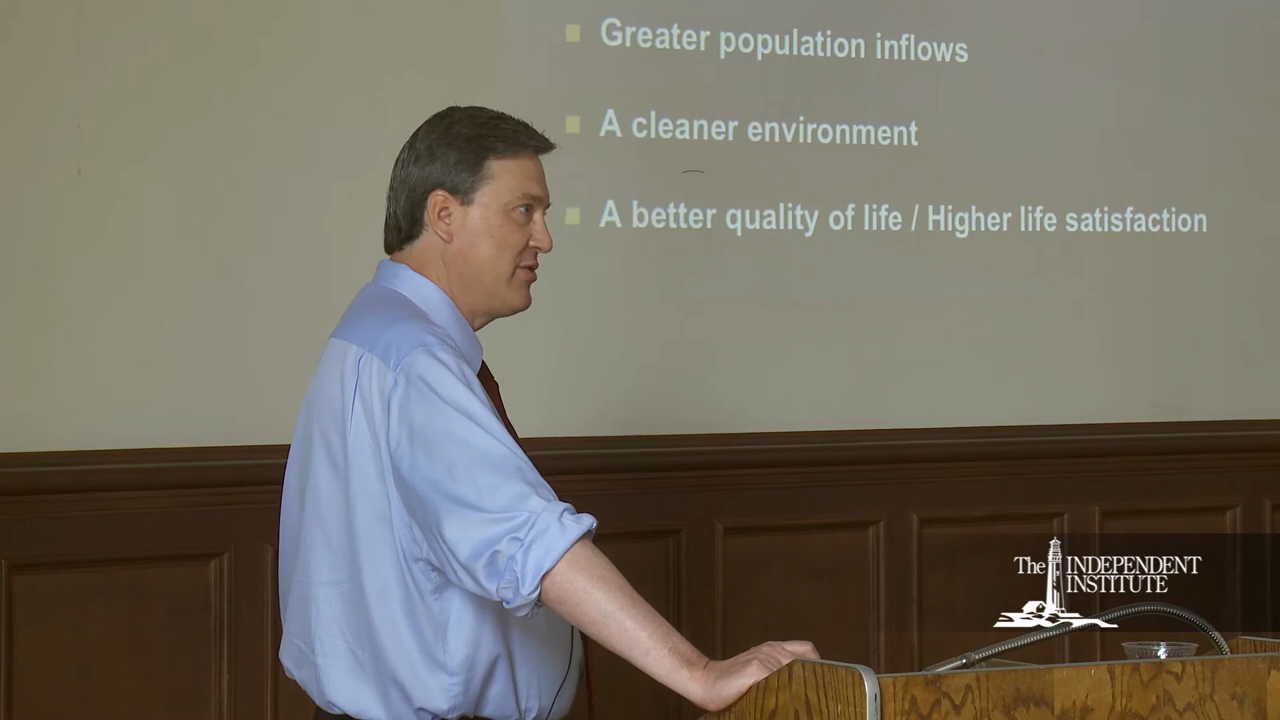 Greater population inflows
A cleaner environment
A better quality of life / Higher life satisfaction
The INDEPENDENT
INSTITUTE